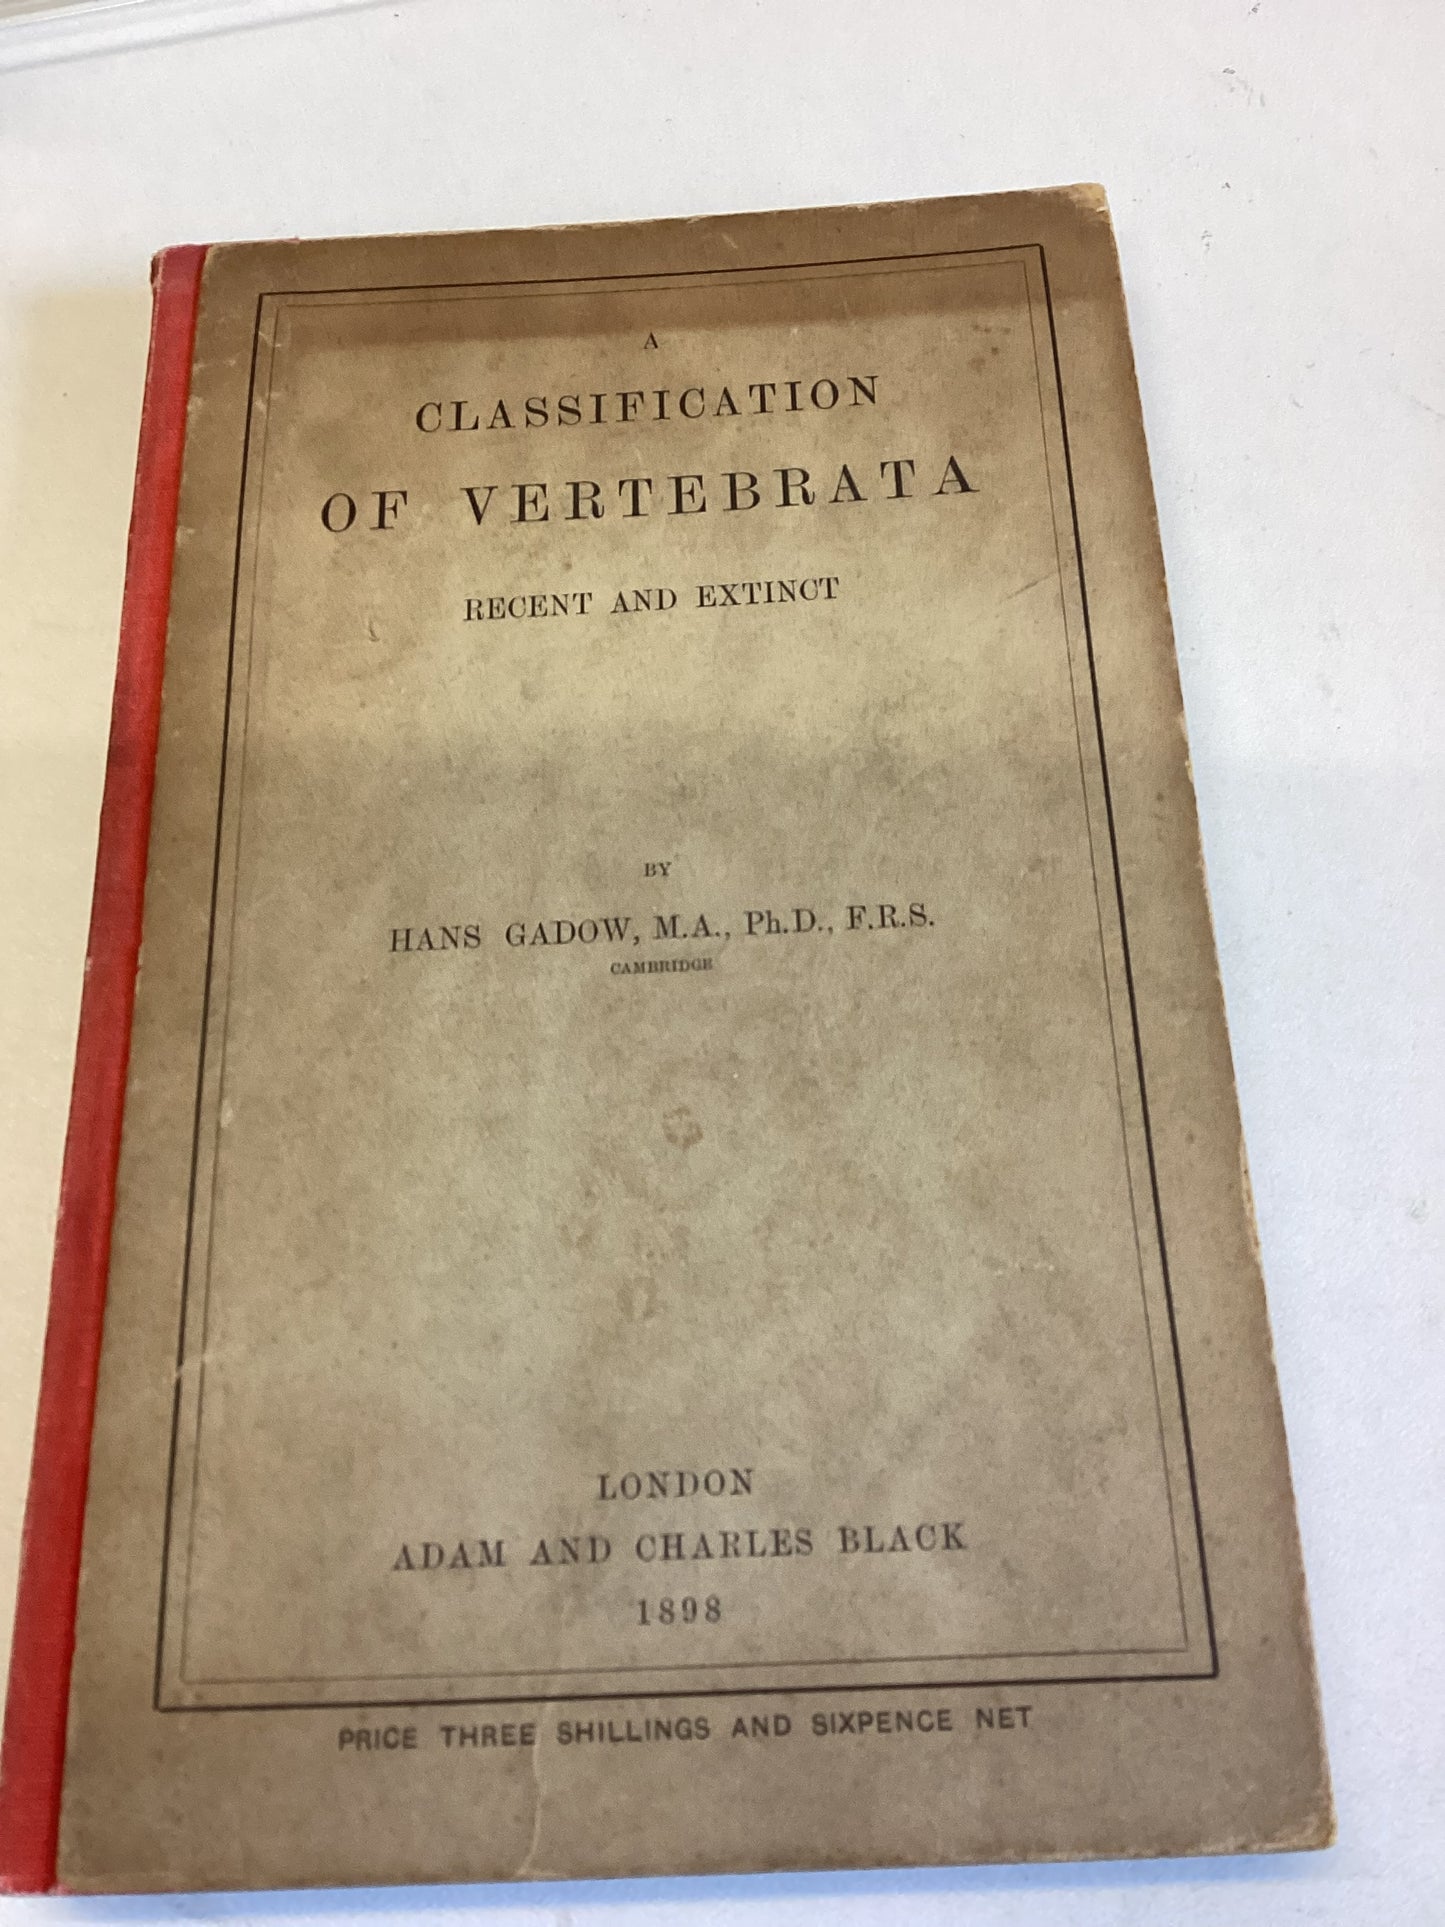 A
CLASSIFICATION
OF VERTEBRATA
RECENT AND EXTINCT
BY
HANS GADOW, M.A., Ph.D., F.R.S.
CAMBRIDGE
LONDON
ADAM AND CHARLES BLACK
1898
PRICE THREE SHILLINGS AND SIXPENCE NET